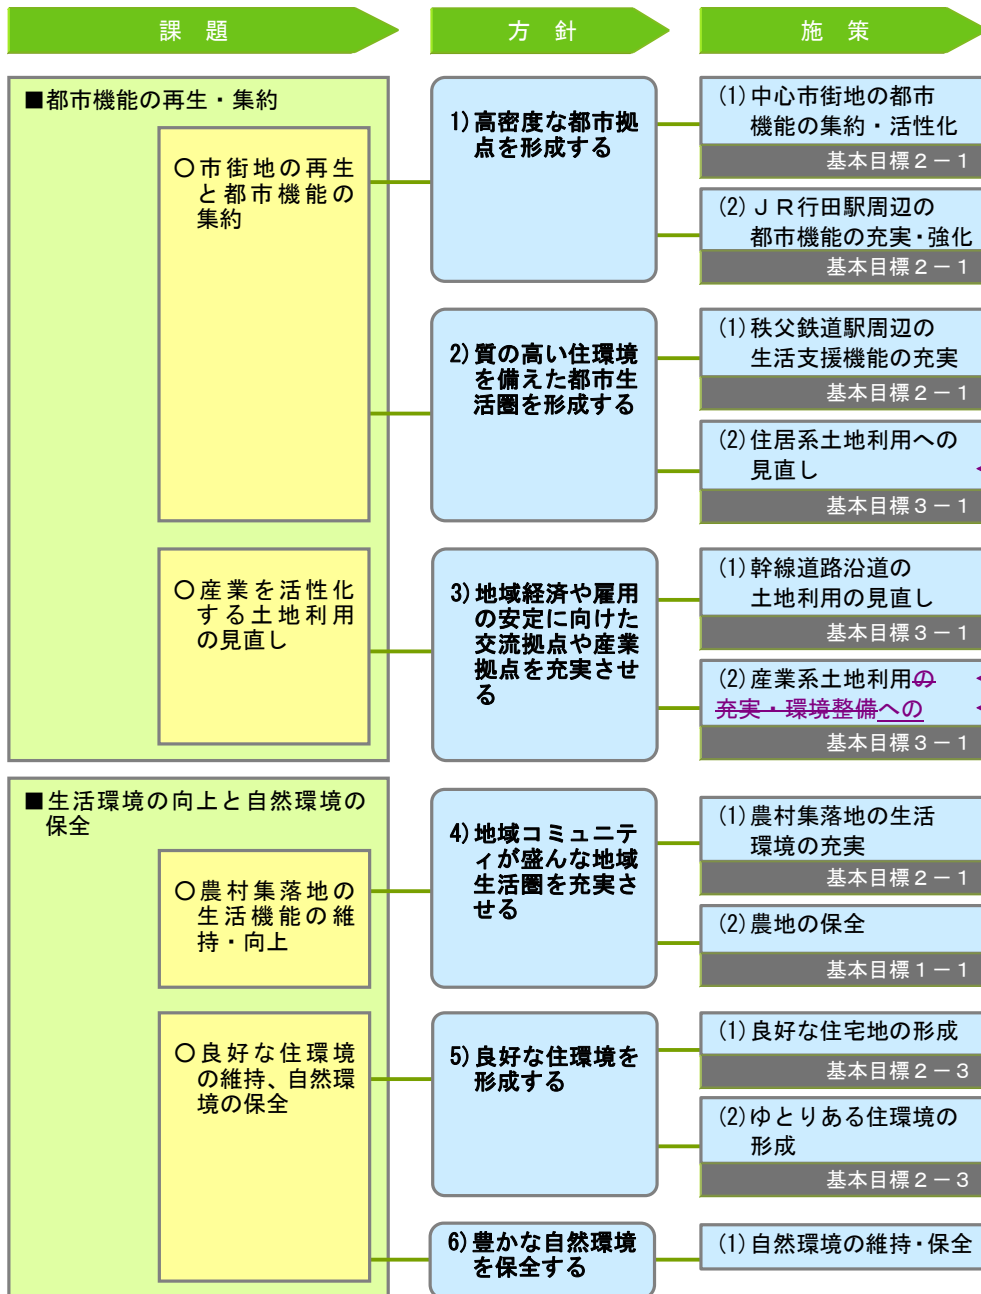 課 題
方 針
施 策
■都市機能の再生・集約
○市街地の再生
と都市機能の
集約
1)高密度な都市拠
点を形成する
(1)中心市街地の都市
機能の集約・活性化
基本目標2－1
(2)ＪＲ行田駅周辺の
都市機能の充実・強化
基本目標2－1
2)質の高い住環境
を備えた都市生
活圏を形成する
(1)秩父鉄道駅周辺の
生活支援機能の充実
基本目標2－1
(2)住居系土地利用への
見直し
基本目標3－1
○産業を活性化
する土地利用
の見直し
3)地域経済や雇用
の安定に向けた
交流拠点や産業
拠点を充実させ
る
(1)幹線道路沿道の
土地利用の見直し
基本目標3－1
(2)産業系土地利用の
充実・環境整備への
基本目標3－1
■生活環境の向上と自然環境の
保全
○農村集落地の
生活機能の維
持・向上
4)地域コミュニテ
ィが盛んな地域
生活圏を充実さ
せる
(1)農村集落地の生活
環境の充実
基本目標2－1
(2)農地の保全
基本目標1－1
○良好な住環境
の維持、自然環
境の保全
5)良好な住環境を
形成する
(1)良好な住宅地の形成
基本目標2－3
(2)ゆとりある住環境の
形成
基本目標2－3
6)豊かな自然環境
を保全する
(1)自然環境の維持・保全